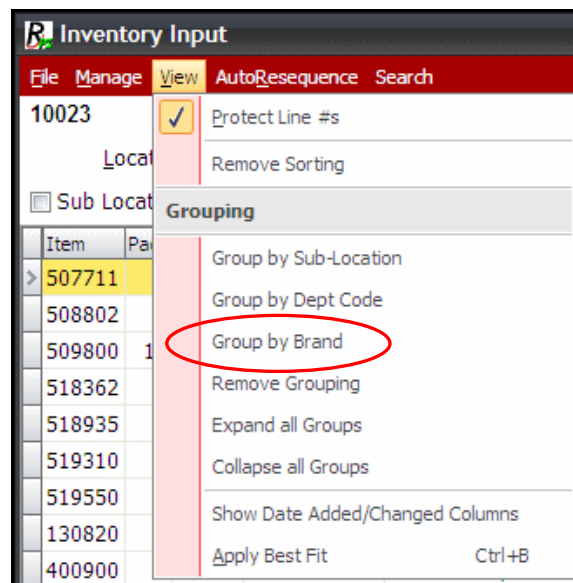 R Inventory Input
File Manage View AutoResequence Search
10023
Protect Line #s
Remove Sorting
Sub
Grouping
Item
Group by Sub-Location
507711
Group by Dept Code
508802
Group by Brand
509800 1
Remove Grouping
518362
Expand all Groups
518935
Collapse all Groups
519310
519550
Show Date Added/Changed Columns
130820
Apply Best Fit Ctrl+B
400900